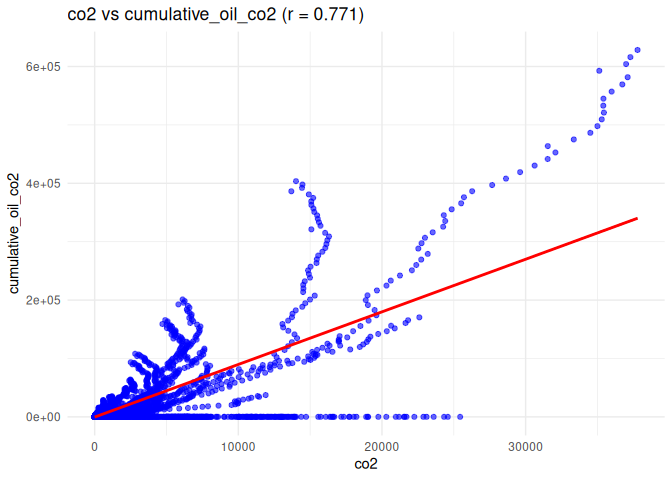 co2 vs cumulative_oil_co2 (r = 0.771)
cumulative_oil_co2
6e+05
4e+05
2e+05
0e+00
0
10000
20000
30000
co2